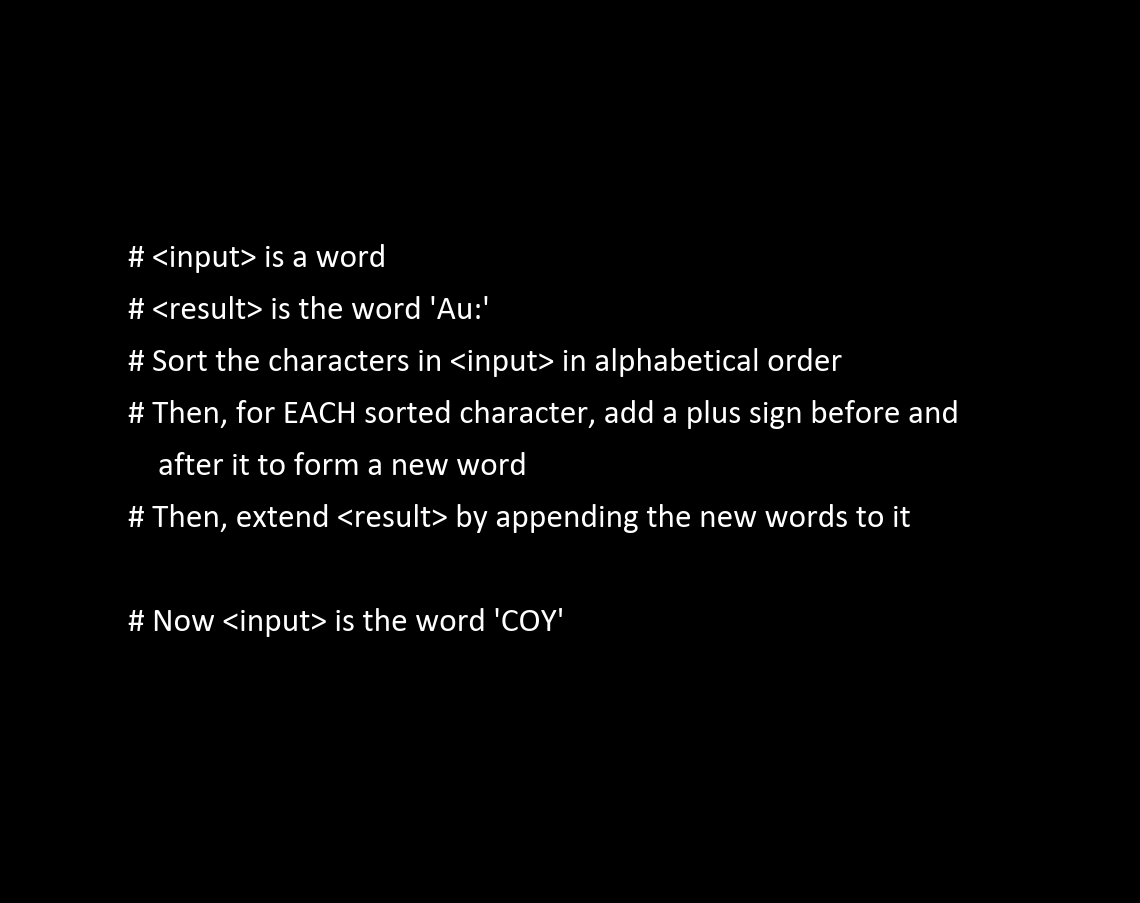 # <input> is a word
# <result> is the word 'Au:'
# Sort the characters in <input> in alphabetical order
# Then, for EACH sorted character, add a plus sign before and
after it to form a new word
# Then, extend <result> by appending the new words to it
# Now <input> is the word 'COY'